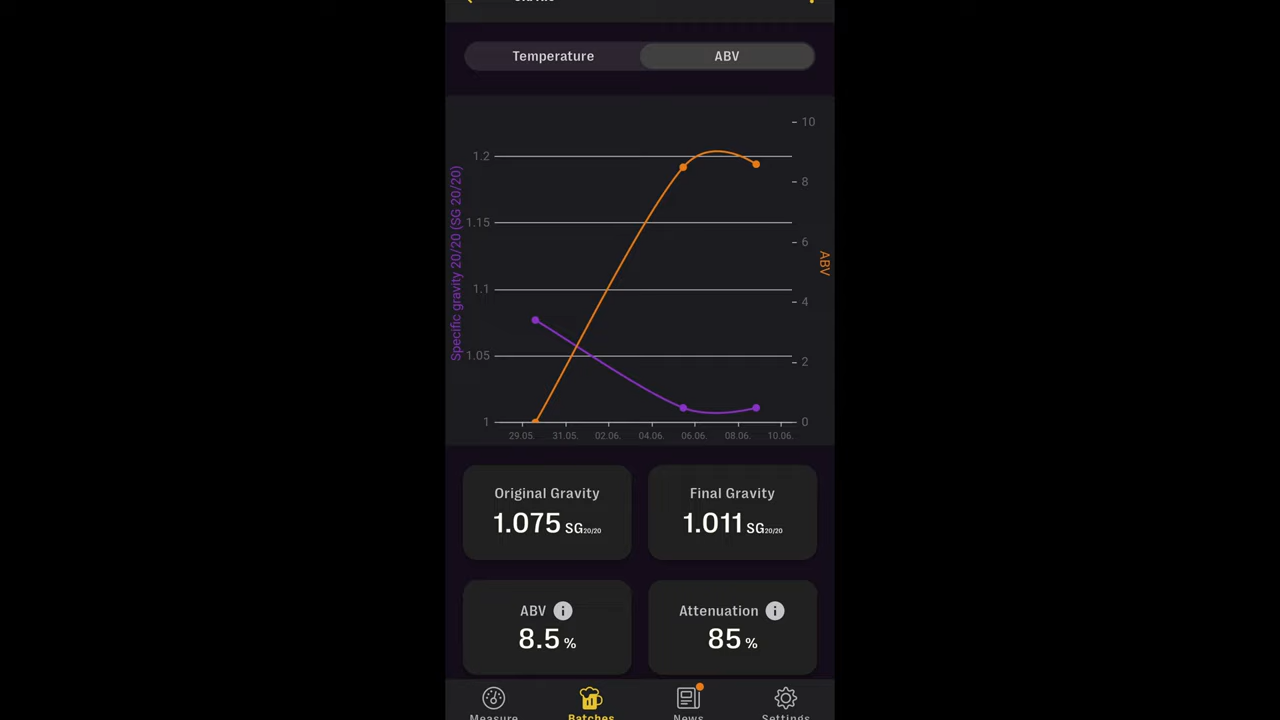 Temperature ABV
10
1.2
8
1.15
6
1.1
4
1.05
2
1
0
Specific gravity 20/20 (SG 20/20)
ABV
29.05. 31.05. 02.06. 04.06. 06.06. 08.06. 10.06.
Original Gravity Final Gravity
1.075 SG20/20 1.011 SG20/20
ABV i Attenuation i
8.5 % 85 %
Measure Batches News Settings